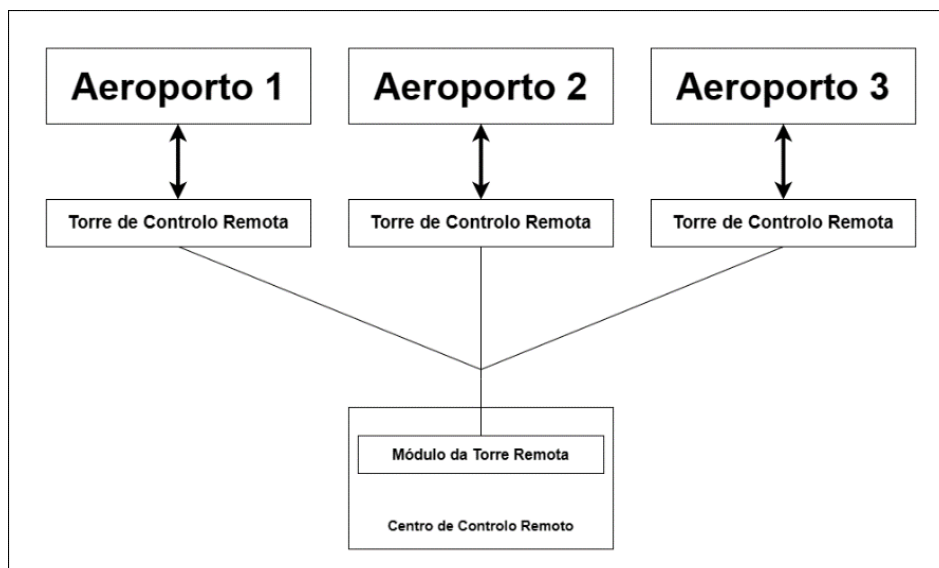 Aeroporto 1
Aeroporto 2
Aeroporto 3
Torre de Controlo Remota
Torre de Controlo Remota
Torre de Controlo Remota
Módulo da Torre Remota
Centro de Controlo Remoto